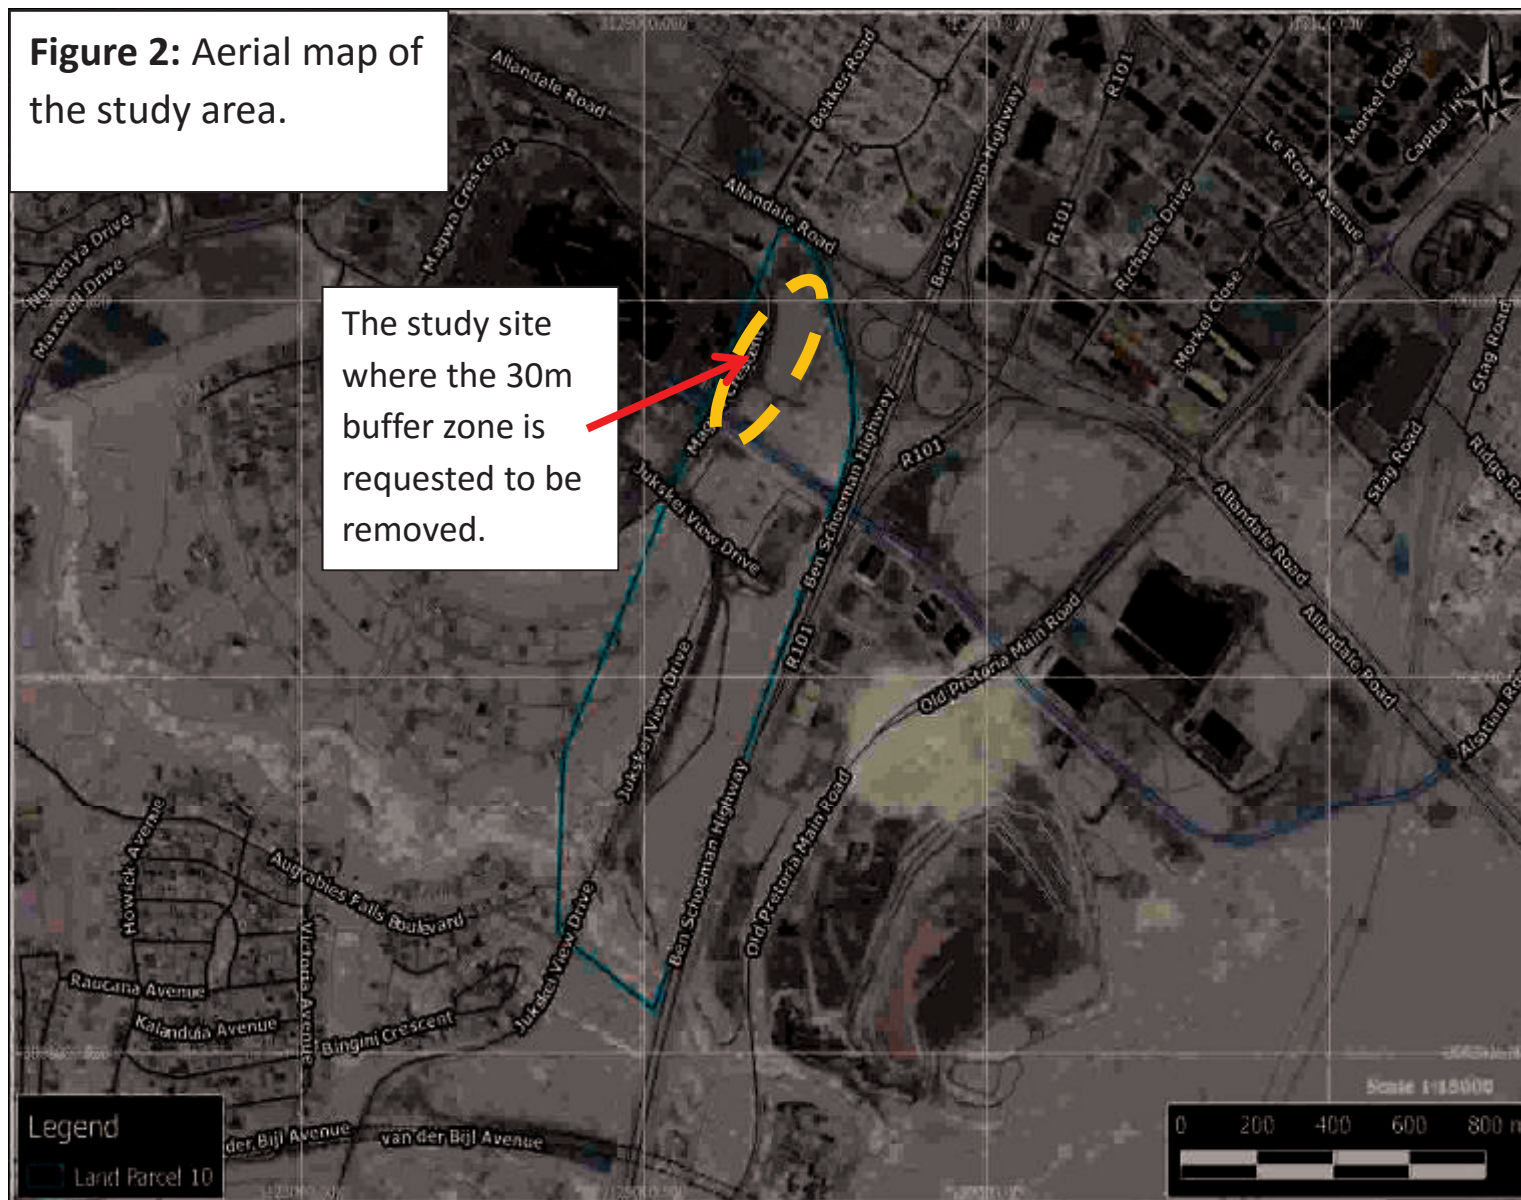 Figure 2: Aerial map of
the study area.
Allandale Road
Bekker Road
R101
Morkel Close
N
Le Roux Avenue
Magwa Crescent
Allandale Road
Ben Schoeman Highway
R101
Richards Drive
Ngwenya Drive
Maxwell Drive
Morkel Close
Stag Road
The study site
where the 30m
buffer zone is
requested to be
removed.
R101
Stag Road
Jukskei View Drive
Ben Schoeman Highway
Allandale Road
Allandale Road
R101
Old Pretoria Main Road
Jukskei View Drive
Howick Avenue
Augrabies Falls Boulevard
Victoria Avenue
Ben Schoeman Highway
Old Pretoria Main Road
Raucana Avenue
Kalandula Avenue
Bingini Crescent
Jukskei View Drive
Scale 1:18000
Legend
Land Parcel 10
der Bijl Avenue
van der Bijl Avenue
0 200 400 600 800 m